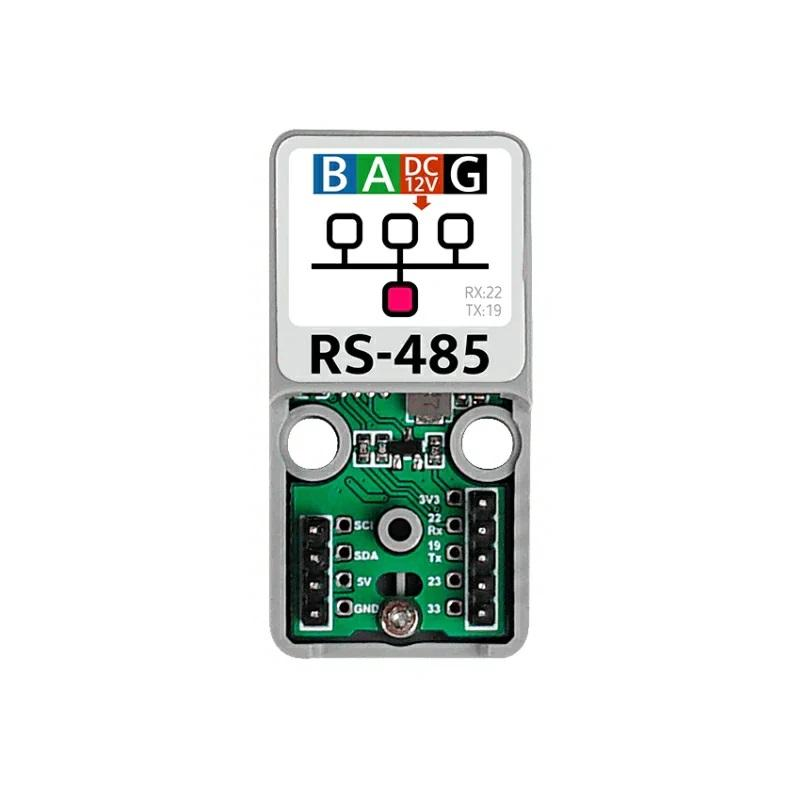 B A DC 12V G
RX:22
TX:19
RS-485
3V3
SCL 22 Rx
SDA 19 Tx
5V 23
GND 33